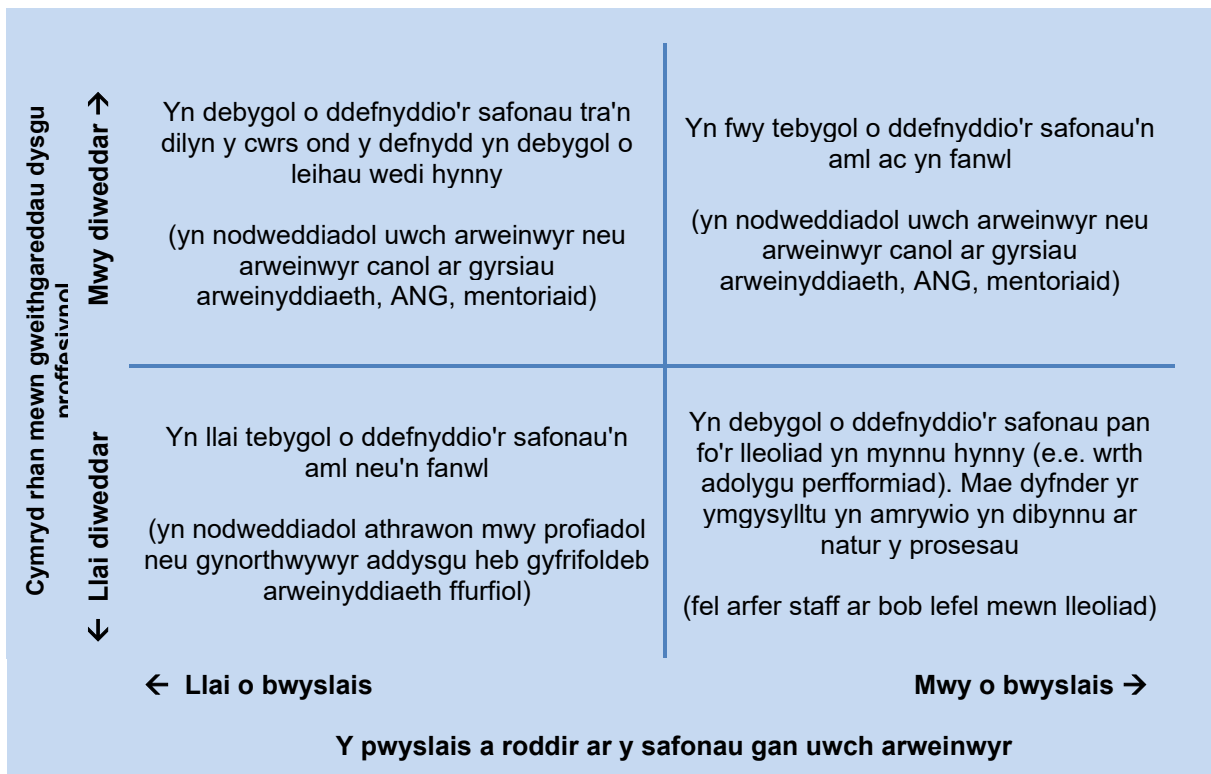 Cymryd rhan mewn gweithgareddau dysgu
proffesiynol
← Llai diweddar
Mwy diweddar →
Yn debygol o ddefnyddio'r safonau tra'n
dilyn y cwrs ond y defnydd yn debygol o
leihau wedi hynny
(yn nodweddiadol uwch arweinwyr neu
arweinwyr canol ar gyrsiau
arweinyddiaeth, ANG, mentoriaid)
Yn fwy tebygol o ddefnyddio'r safonau'n
aml ac yn fanwl
(yn nodweddiadol uwch arweinwyr neu
arweinwyr canol ar gyrsiau
arweinyddiaeth, ANG, mentoriaid)
Yn llai tebygol o ddefnyddio'r safonau'n
aml neu'n fanwl
(yn nodweddiadol athrawon mwy profiadol
neu gynorthwywyr addysgu heb gyfrifoldeb
arweinyddiaeth ffurfiol)
Yn debygol o ddefnyddio'r safonau pan
fo'r lleoliad yn mynnu hynny (e.e. wrth
adolygu perfformiad). Mae dyfnder yr
ymgysylltu yn amrywio yn dibynnu ar
natur y prosesau
(fel arfer staff ar bob lefel mewn lleoliad)
← Llai o bwyslais
Mwy o bwyslais →
Y pwyslais a roddir ar y safonau gan uwch arweinwyr